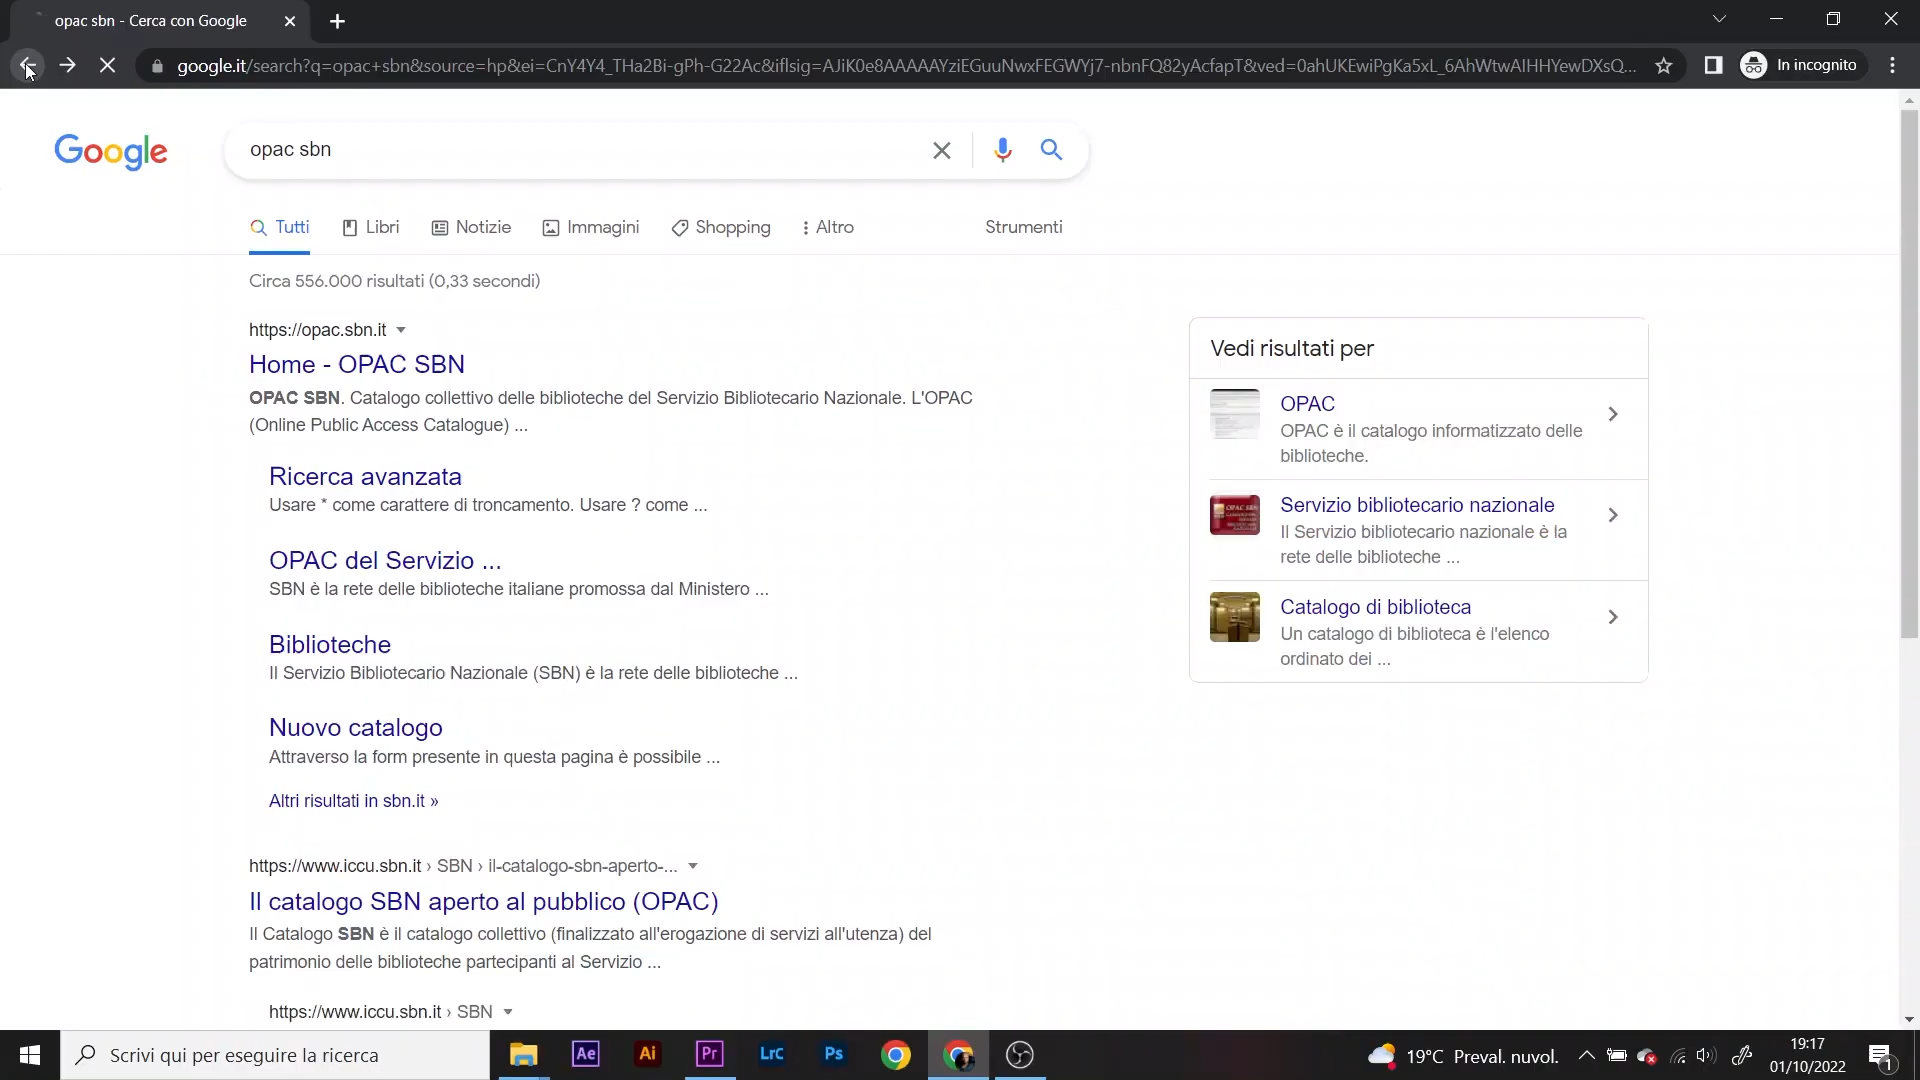 opac sbn - Cerca con Google
google.it/search?q=opac+sbn&source=hp&ei=CnY4Y4_THa2Bi-gPh-G22Ac&iflsig=AJiK0e8AAAAAYziEGuuNwxFEGWYj7-nbnFQ82yAcfapT&ved=0ahUKEwiPgKa5xL_6AhWtwAIHHYewDXsQ...
In incognito
Google
opac sbn
Tutti
Libri
Notizie
Immagini
Shopping
Altro
Strumenti
Circa 556.000 risultati (0,33 secondi)
https://opac.sbn.it
Home - OPAC SBN
OPAC SBN. Catalogo collettivo delle biblioteche del Servizio Bibliotecario Nazionale. L'OPAC
(Online Public Access Catalogue) ...
Ricerca avanzata
Usare * come carattere di troncamento. Usare ? come ...
OPAC del Servizio ...
SBN è la rete delle biblioteche italiane promossa dal Ministero ...
Biblioteche
Il Servizio Bibliotecario Nazionale (SBN) è la rete delle biblioteche ...
Nuovo catalogo
Attraverso la form presente in questa pagina è possibile ...
Altri risultati in sbn.it »
https://www.iccu.sbn.it › SBN › il-catalogo-sbn-aperto-...
Il catalogo SBN aperto al pubblico (OPAC)
Il Catalogo SBN è il catalogo collettivo (finalizzato all'erogazione di servizi all'utenza) del
patrimonio delle biblioteche partecipanti al Servizio ...
https://www.iccu.sbn.it › SBN
Vedi risultati per
OPAC
OPAC è il catalogo informatizzato delle
biblioteche.
Servizio bibliotecario nazionale
Il Servizio bibliotecario nazionale è la
rete delle biblioteche ...
Catalogo di biblioteca
Un catalogo di biblioteca è l'elenco
ordinato dei ...
Scrivi qui per eseguire la ricerca
Ae
Ai
Pr
LrC
Ps
19°C Preval. nuvol.
19:17
01/10/2022
1